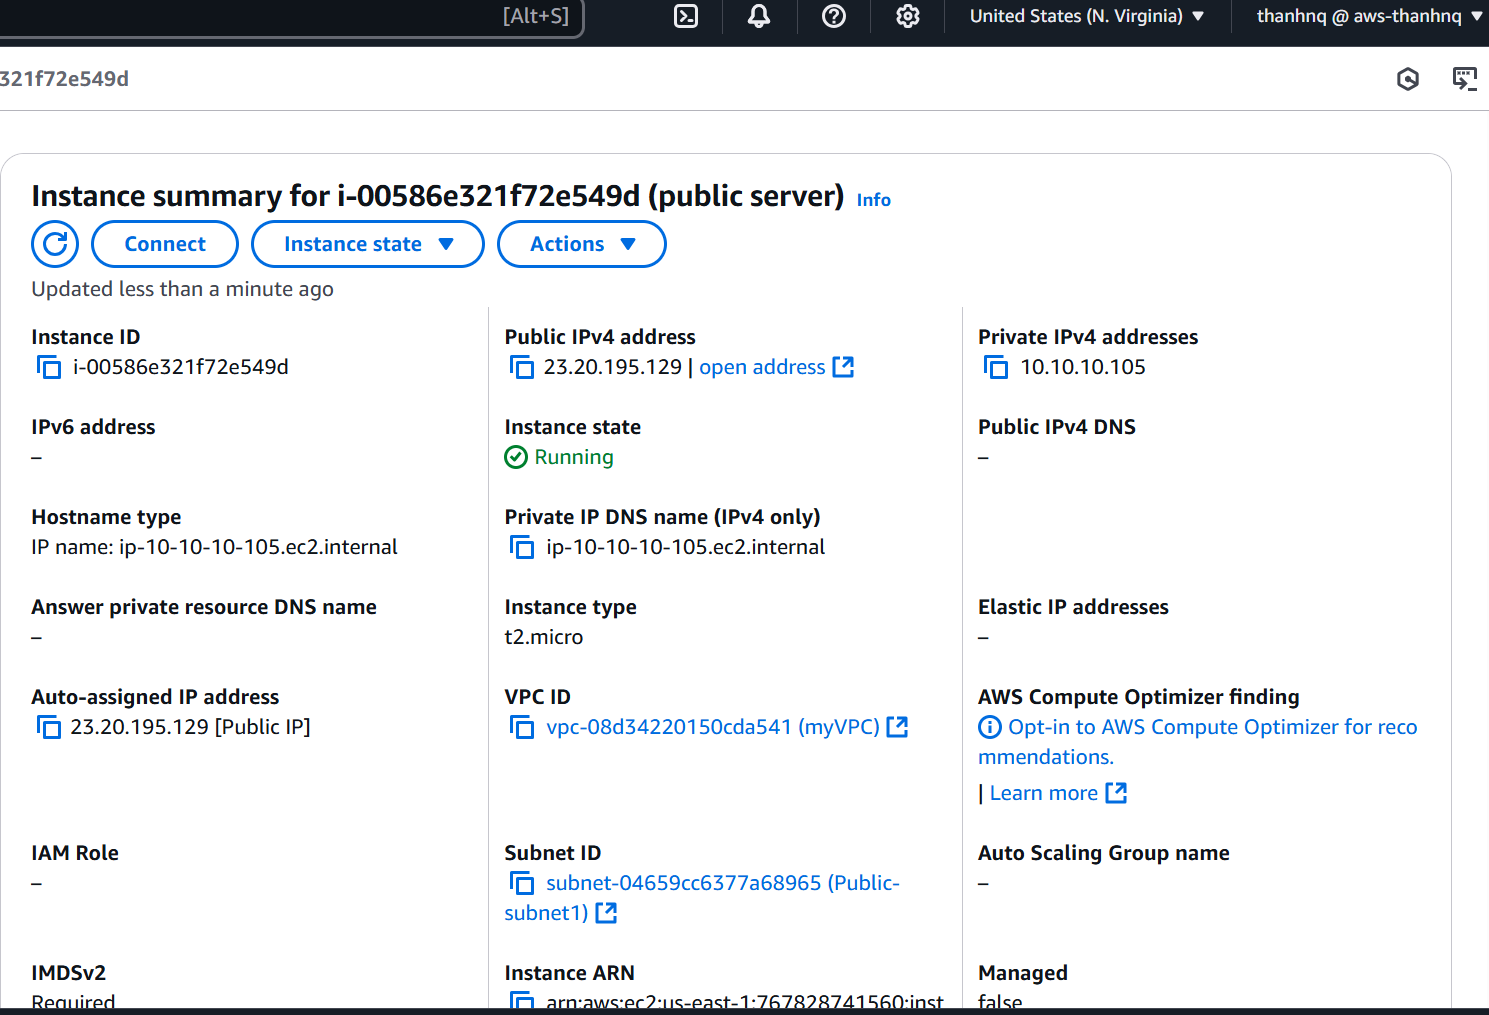 [Alt+S]
United States (N. Virginia)
thanhnq @ aws-thanhnq
321f72e549d
Instance summary for i-00586e321f72e549d (public server) Info
Connect
Instance state
Actions
Updated less than a minute ago
Instance ID
i-00586e321f72e549d
Public IPv4 address
23.20.195.129 | open address
Private IPv4 addresses
10.10.10.105
IPv6 address
–
Instance state
Running
Public IPv4 DNS
–
Hostname type
IP name: ip-10-10-10-105.ec2.internal
Private IP DNS name (IPv4 only)
ip-10-10-10-105.ec2.internal
Answer private resource DNS name
–
Instance type
t2.micro
Elastic IP addresses
–
Auto-assigned IP address
23.20.195.129 [Public IP]
VPC ID
vpc-08d34220150cda541 (myVPC)
AWS Compute Optimizer finding
Opt-in to AWS Compute Optimizer for reco
mmendations.
| Learn more
IAM Role
–
Subnet ID
subnet-04659cc6377a68965 (Public-
subnet1)
Auto Scaling Group name
–
IMDSv2
Required
Instance ARN
arn:aws:ec2:us-east-1:767828741560:inst
Managed
false